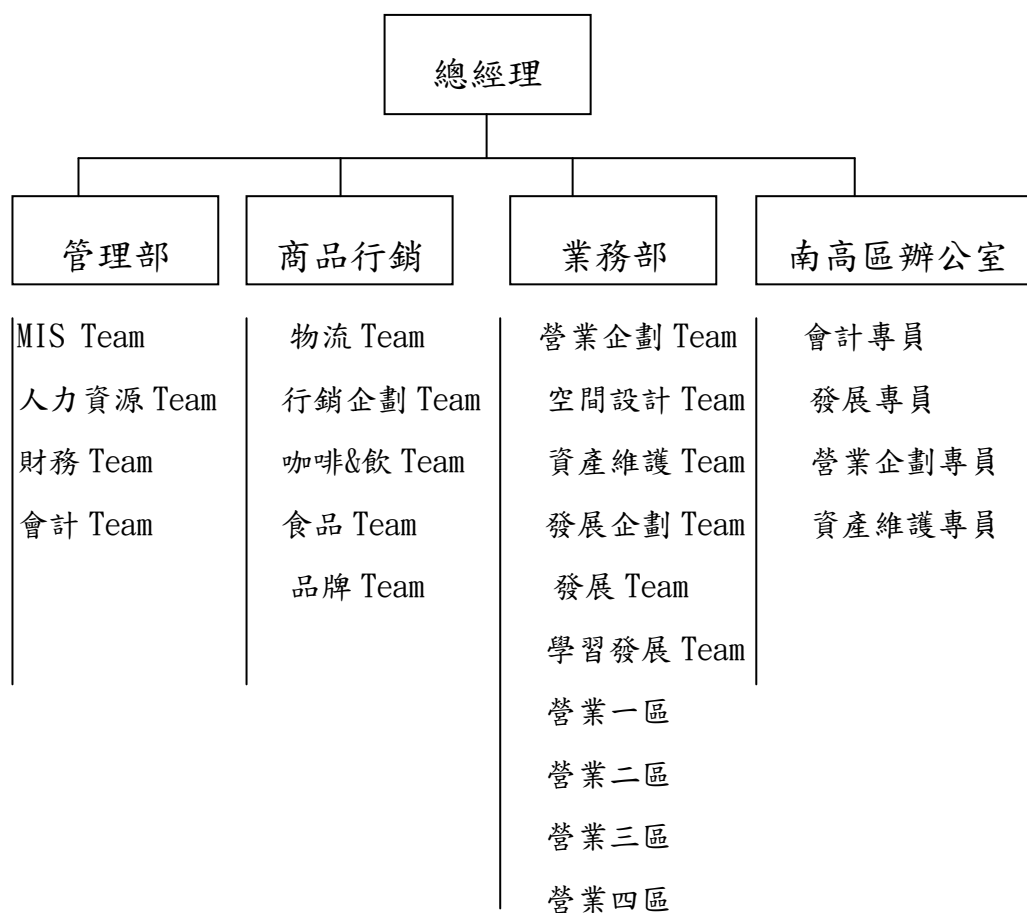 總經理
管理部
商品行銷
業務部
南高區辦公室
MIS Team
人力資源 Team
財務 Team
會計 Team
物流 Team
行銷企劃 Team
咖啡&飲 Team
食品 Team
品牌 Team
營業企劃 Team
空間設計 Team
資產維護 Team
發展企劃 Team
發展 Team
學習發展 Team
營業一區
營業二區
營業三區
營業四區
會計專員
發展專員
營業企劃專員
資產維護專員